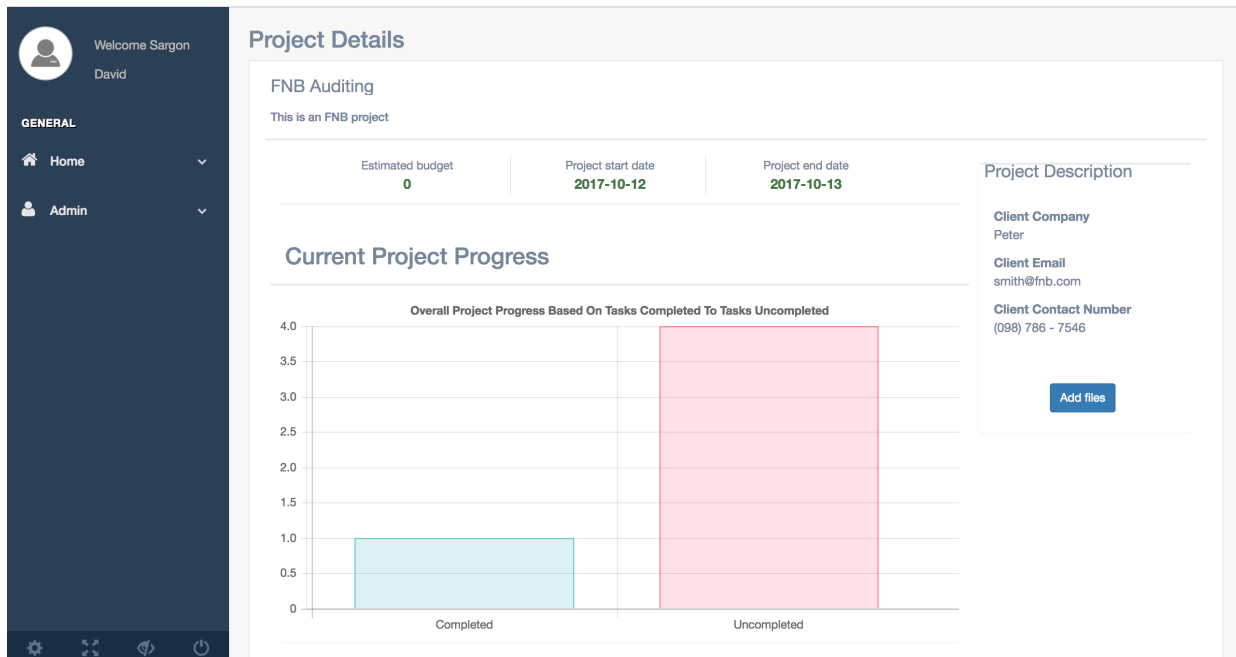 Welcome Sargon
David
GENERAL
Home
Admin
Project Details
FNB Auditing
This is an FNB project
Estimated budget
0
Project start date
2017-10-12
Project end date
2017-10-13
Current Project Progress
Overall Project Progress Based On Tasks Completed To Tasks Uncompleted
4.0
3.5
3.0
2.5
2.0
1.5
1.0
0.5
0
Completed
Uncompleted
Project Description
Client Company
Peter
Client Email
smith@fnb.com
Client Contact Number
(098) 786 - 7546
Add files